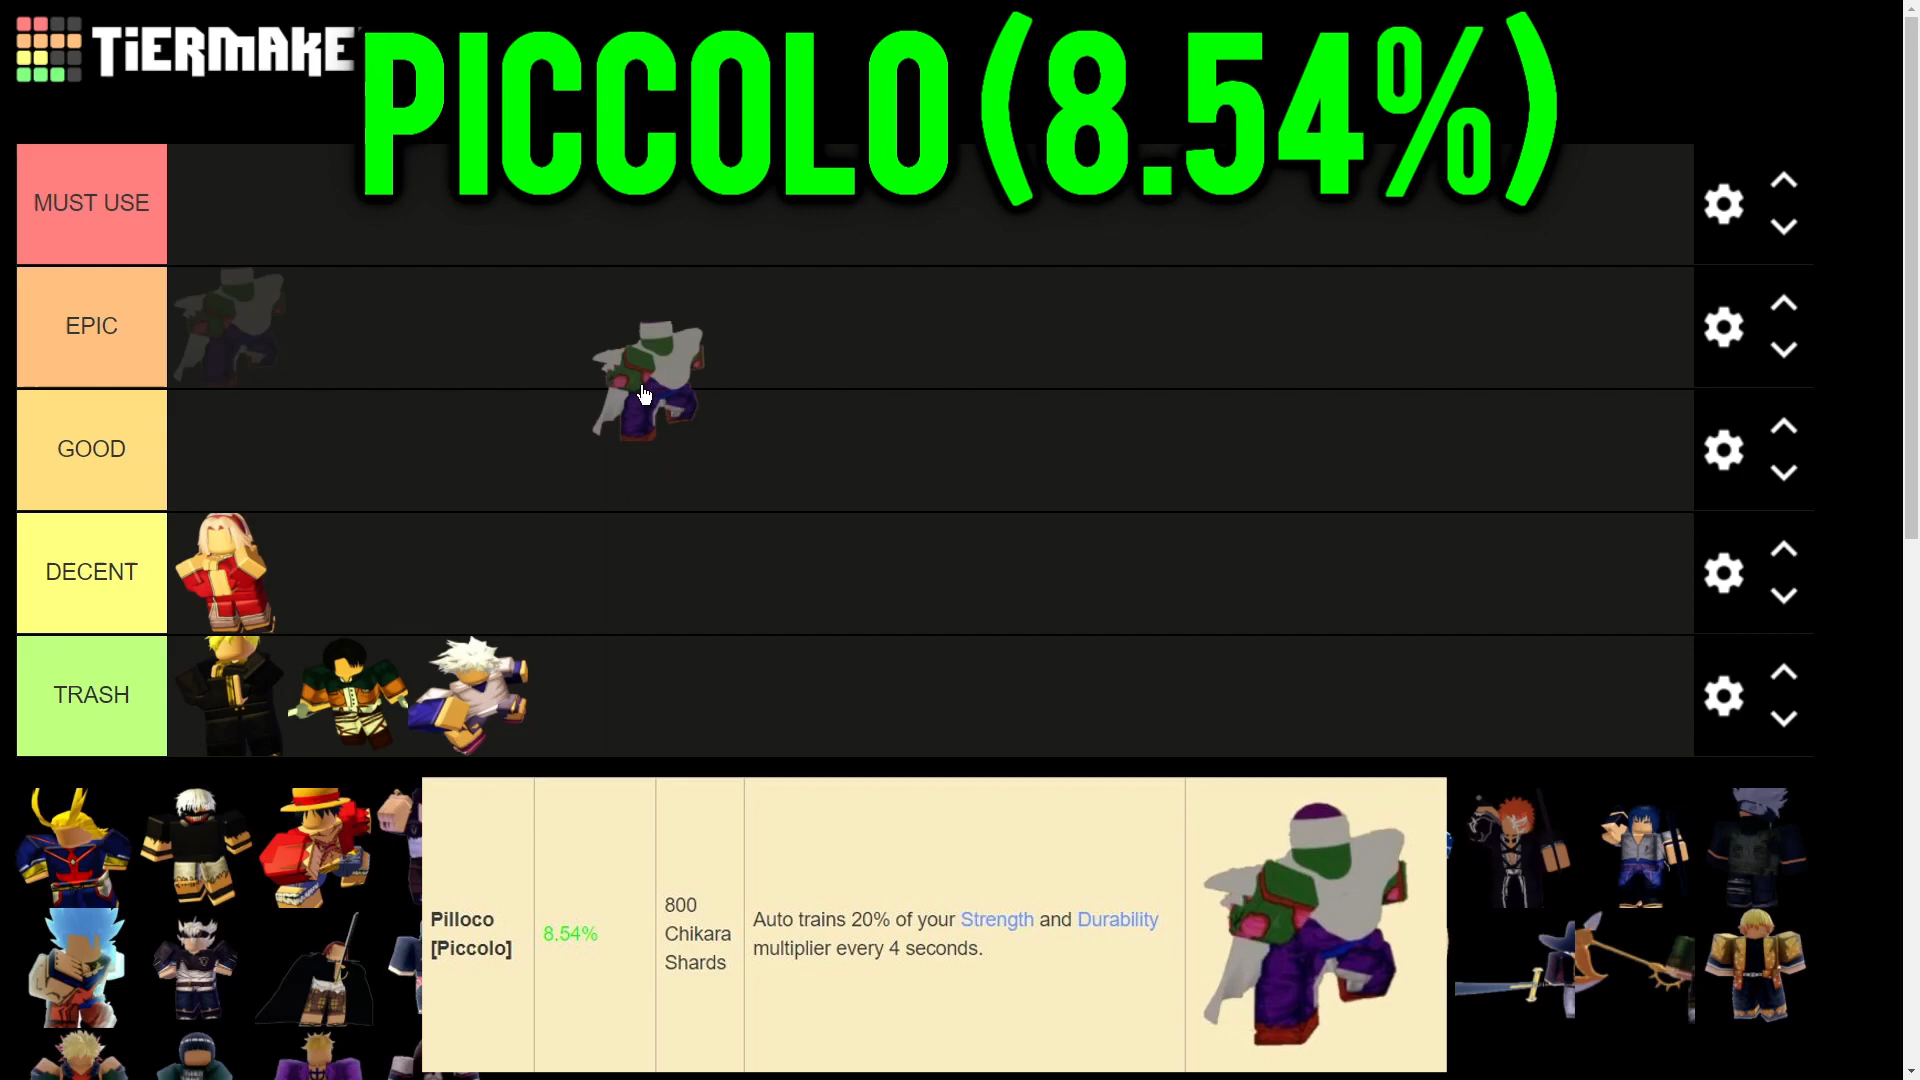 TiERMAKE
PICCOLO (8.54%)
MUST USE
EPIC
GOOD
DECENT
TRASH
Pilloco
[Piccolo]
8.54%
800
Chikara
Shards
Auto trains 20% of your Strength and Durability
multiplier every 4 seconds.